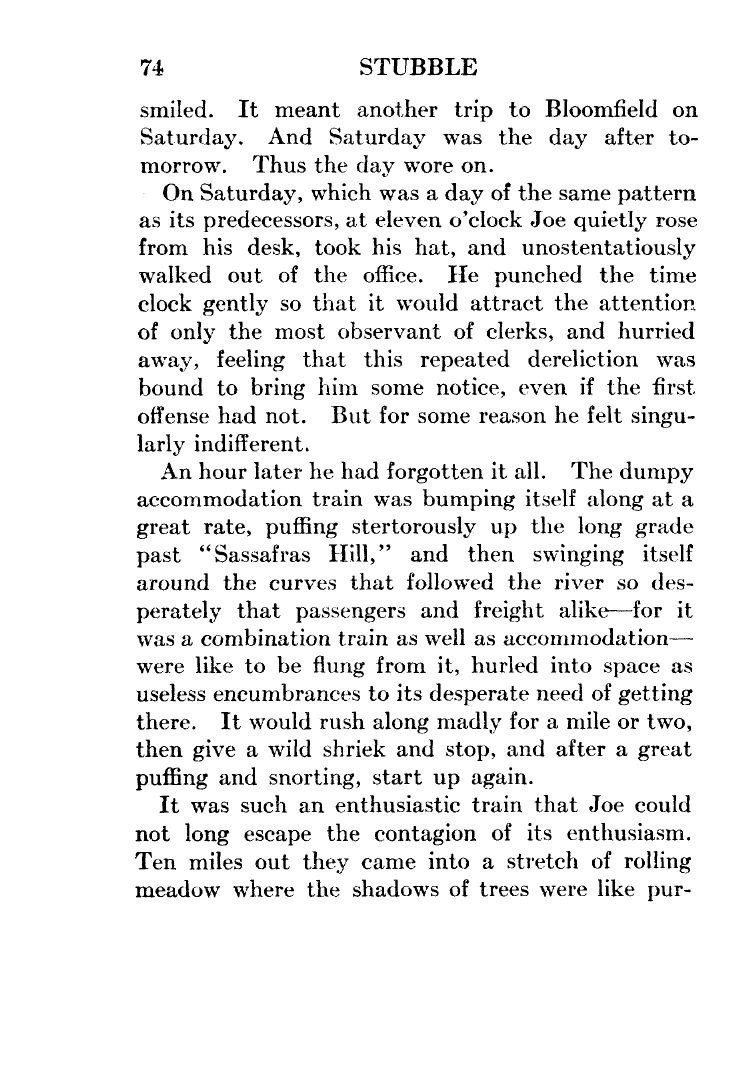 74 STUBBLE
smiled. It meant another trip to Bloomfield on
Saturday. And Saturday was the day after to-
morrow. Thus the day wore on.
On Saturday, which was a day of the same pattern
as its predecessors, at eleven o'clock Joe quietly rose
from his desk, took his hat, and unostentatiously
walked out of the office. He punched the time
clock gently so that it would attract the attention
of only the most observant of clerks, and hurried
away, feeling that this repeated dereliction was
bound to bring him some notice, even if the first
offense had not. But for some reason he felt singu-
larly indifferent.
An hour later he had forgotten it all. The dumpy
accommodation train was bumping itself along at a
great rate, puffing stertorously up the long grade
past "Sassafras Hill," and then swinging itself
around the curves that followed the river so des-
perately that passengers and freight alike—for it
was a combination train as well as accommodation—
were like to be flung from it, hurled into space as
useless encumbrances to its desperate need of getting
there. It would rush along madly for a mile or two,
then give a wild shriek and stop, and after a great
puffing and snorting, start up again.
It was such an enthusiastic train that Joe could
not long escape the contagion of its enthusiasm.
Ten miles out they came into a stretch of rolling
meadow where the shadows of trees were like pur-